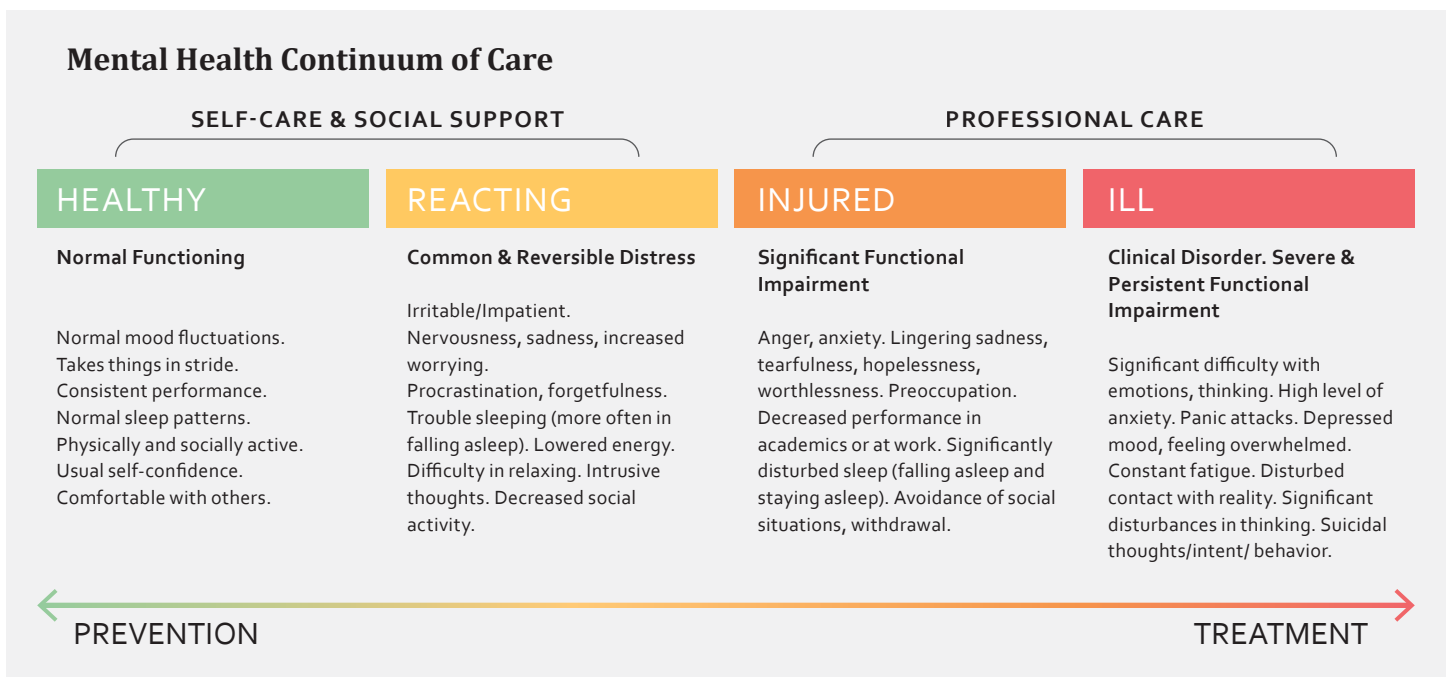 Mental Health Continuum of Care
SELF-CARE & SOCIAL SUPPORT
PROFESSIONAL CARE
HEALTHY
Normal Functioning
Normal mood fluctuations.
Takes things in stride.
Consistent performance.
Normal sleep patterns.
Physically and socially active.
Usual self-confidence.
Comfortable with others.
REACTING
Common & Reversible Distress
Irritable/Impatient.
Nervousness, sadness, increased
worrying.
Procrastination, forgetfulness.
Trouble sleeping (more often in
falling asleep). Lowered energy.
Difficulty in relaxing. Intrusive
thoughts. Decreased social
activity.
INJURED
Significant Functional
Impairment
Anger, anxiety. Lingering sadness,
tearfulness, hopelessness,
worthlessness. Preoccupation.
Decreased performance in
academics or at work. Significantly
disturbed sleep (falling asleep and
staying asleep). Avoidance of social
situations, withdrawal.
ILL
Clinical Disorder. Severe &
Persistent Functional
Impairment
Significant difficulty with
emotions, thinking. High level of
anxiety. Panic attacks. Depressed
mood, feeling overwhelmed.
Constant fatigue. Disturbed
contact with reality. Significant
disturbances in thinking. Suicidal
thoughts/intent/ behavior.
PREVENTION
TREATMENT